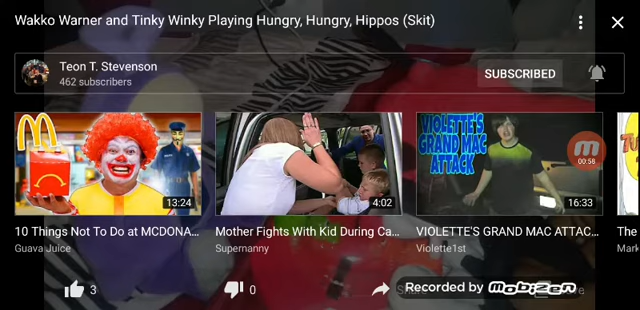 Wakko Warner and Tinky Winky Playing Hungry, Hungry, Hippos (Skit)
Teon T. Stevenson
462 subscribers
SUBSCRIBED
VIOLETTE'S
GRAND MAC
ATTACK
00:58
13:24
4:02
16:33
10 Things Not To Do at MCDONA...
Mother Fights With Kid During Ca...
VIOLETTE'S GRAND MAC ATTAC...
The
Guava Juice
Supernanny
Violette1st
Mark
3
0
Recorded by mobizen